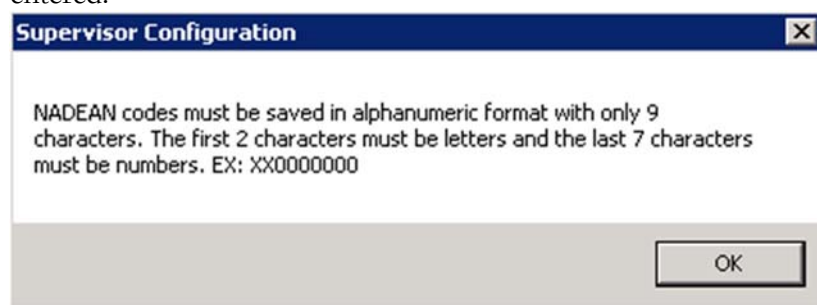 entered.
Supervisor Configuration
NADEAN codes must be saved in alphanumeric format with only 9
characters. The first 2 characters must be letters and the last 7 characters
must be numbers. EX: XX0000000
OK